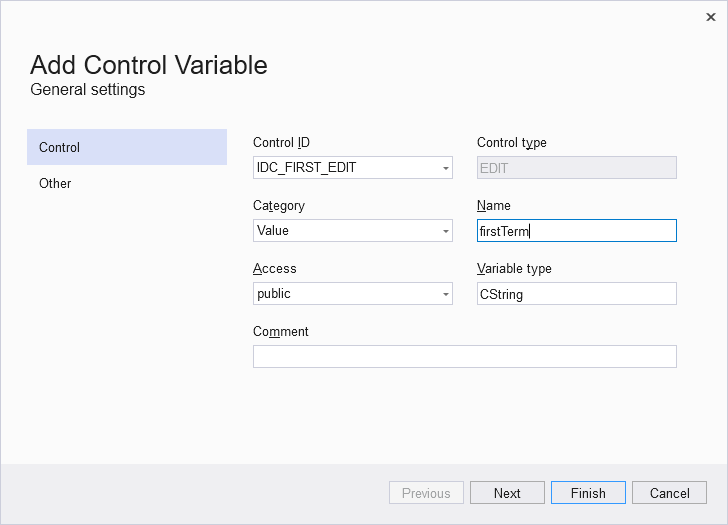 Add Control Variable
General settings
Control
Other
Control ID
Control type
IDC_FIRST_EDIT
EDIT
Category
Name
Value
firstTerm
Access
Variable type
public
CString
Comment
Previous
Next
Finish
Cancel